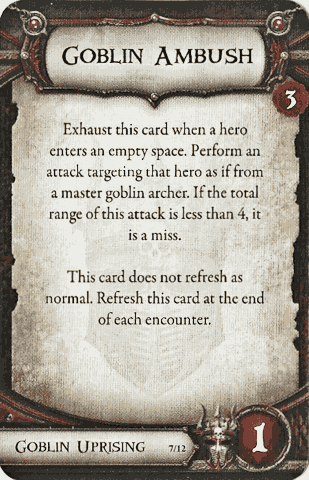 Goblin Ambush
3
Exhaust this card when a hero
enters an empty space. Perform an
attack targeting that hero as if from
a master goblin archer. If the total
range of this attack is less than 4, it
is a miss.
This card does not refresh as
normal. Refresh this card at the end
of each encounter.
Goblin Uprising 7/12
1